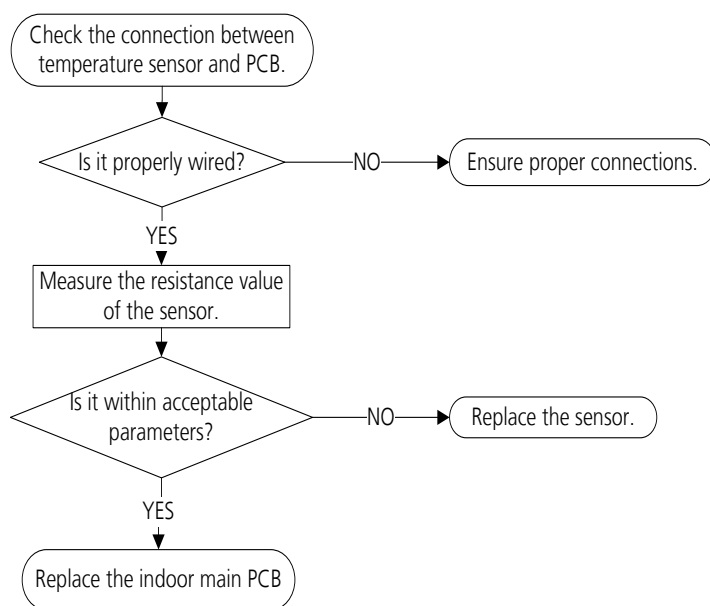 Check the connection between
temperature sensor and PCB.
Is it properly wired?
NO
Ensure proper connections.
YES
Measure the resistance value
of the sensor.
Is it within acceptable
parameters?
NO
Replace the sensor.
YES
Replace the indoor main PCB